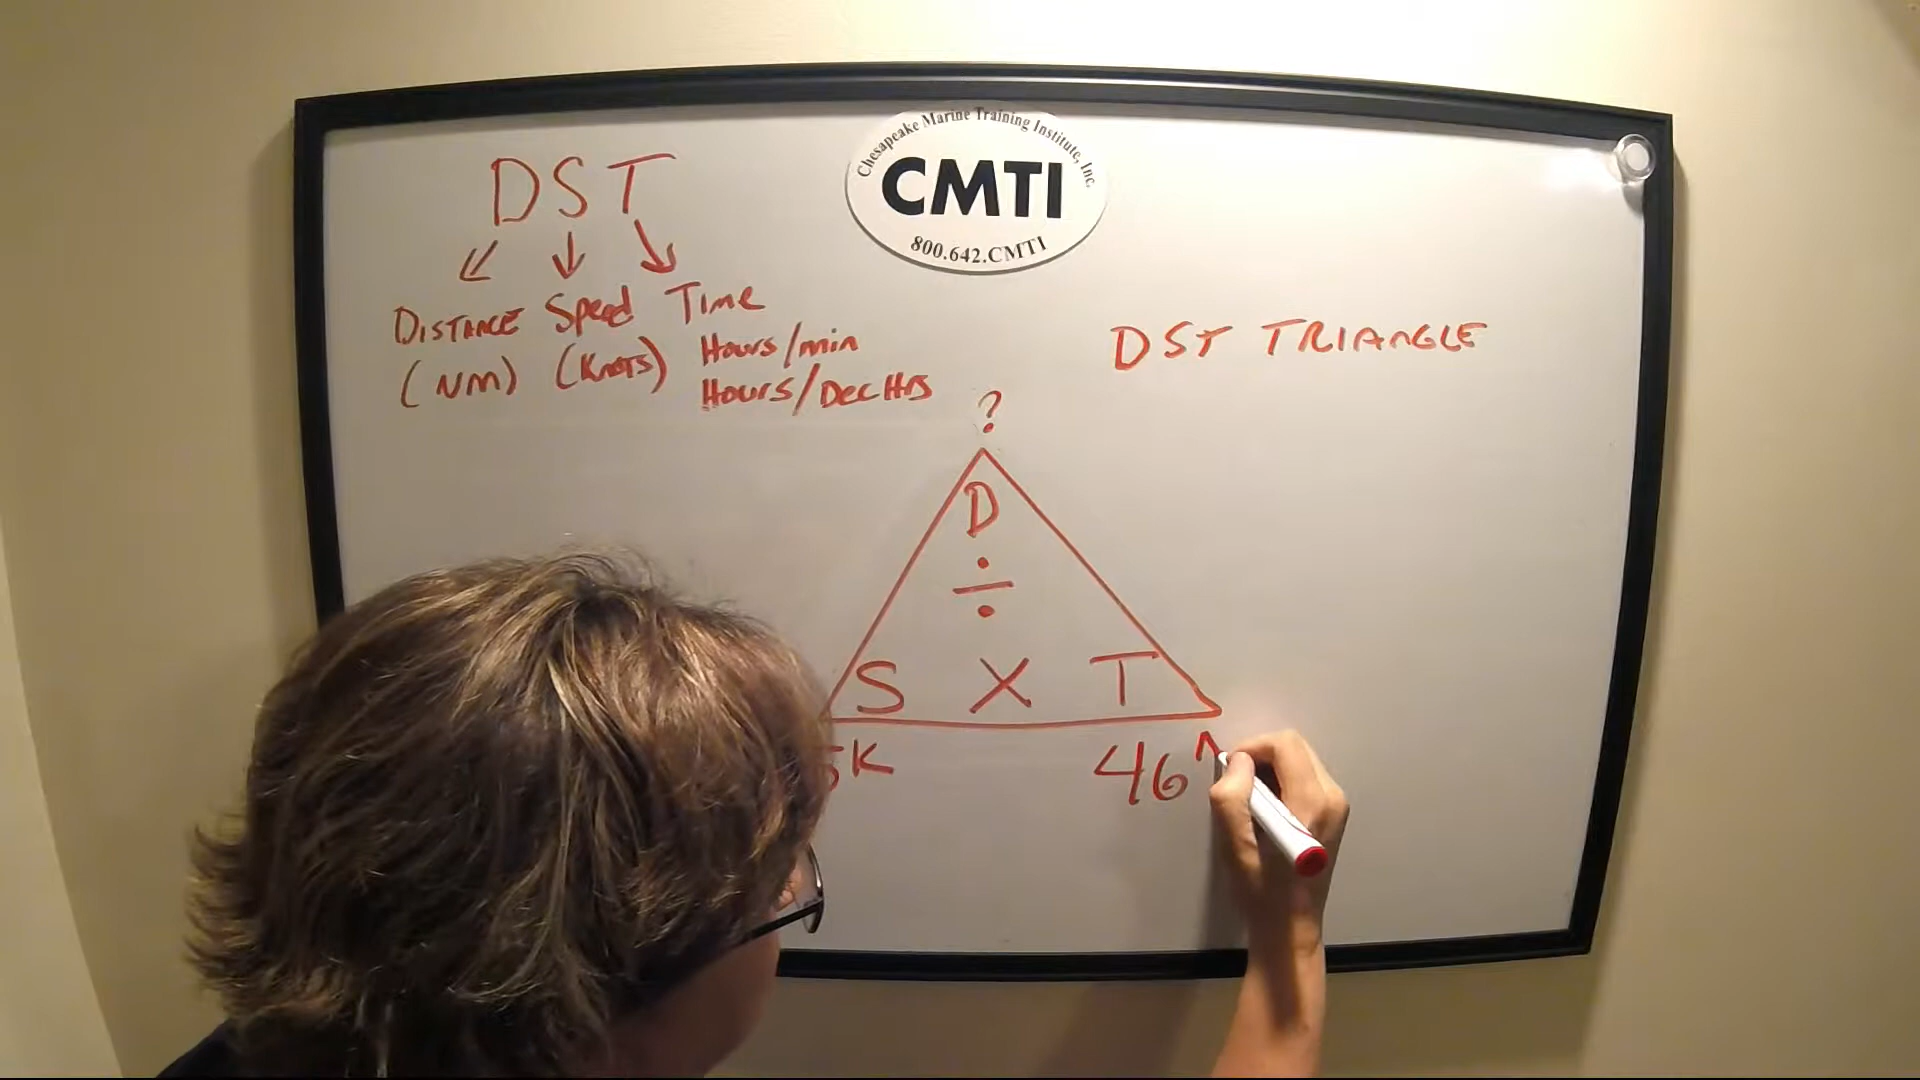 Chesapeake Marine Training Institute, Inc.
CMTI
800.642.CMTI
DST
Distance Speed Time
(NM) (Knots) Hours/min
Hours/Dec Hrs
DST TRIANGLE
?
D
÷
S X T
5K 46